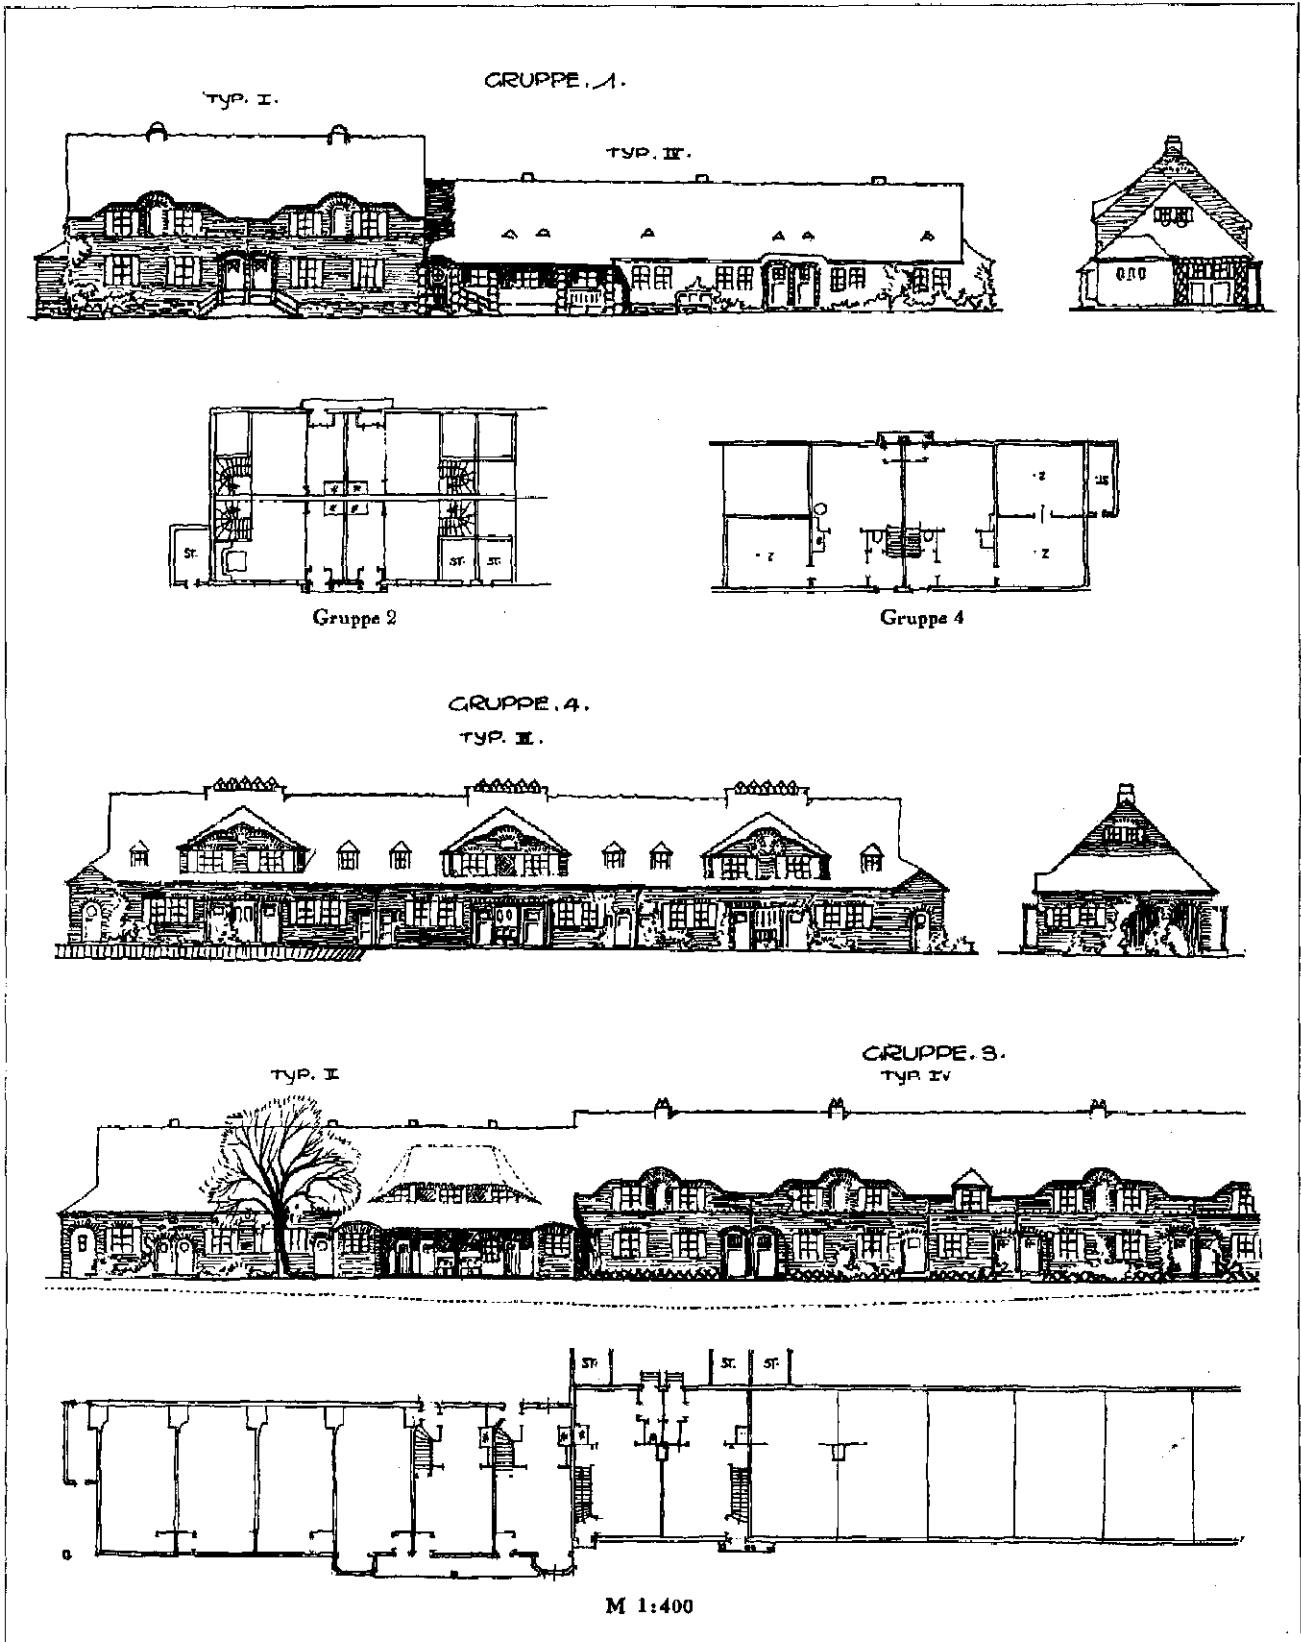 GRUPPE. 1.
TYP. I.
TYP. IV.
ST.
ST.
ST.
Z
Z
Z
ST.
Gruppe 2
Gruppe 4
GRUPPE. 4.
TYP. III.
TYP. II
GRUPPE. 3.
TYP. IV
ST.
ST.
ST.
M 1:400